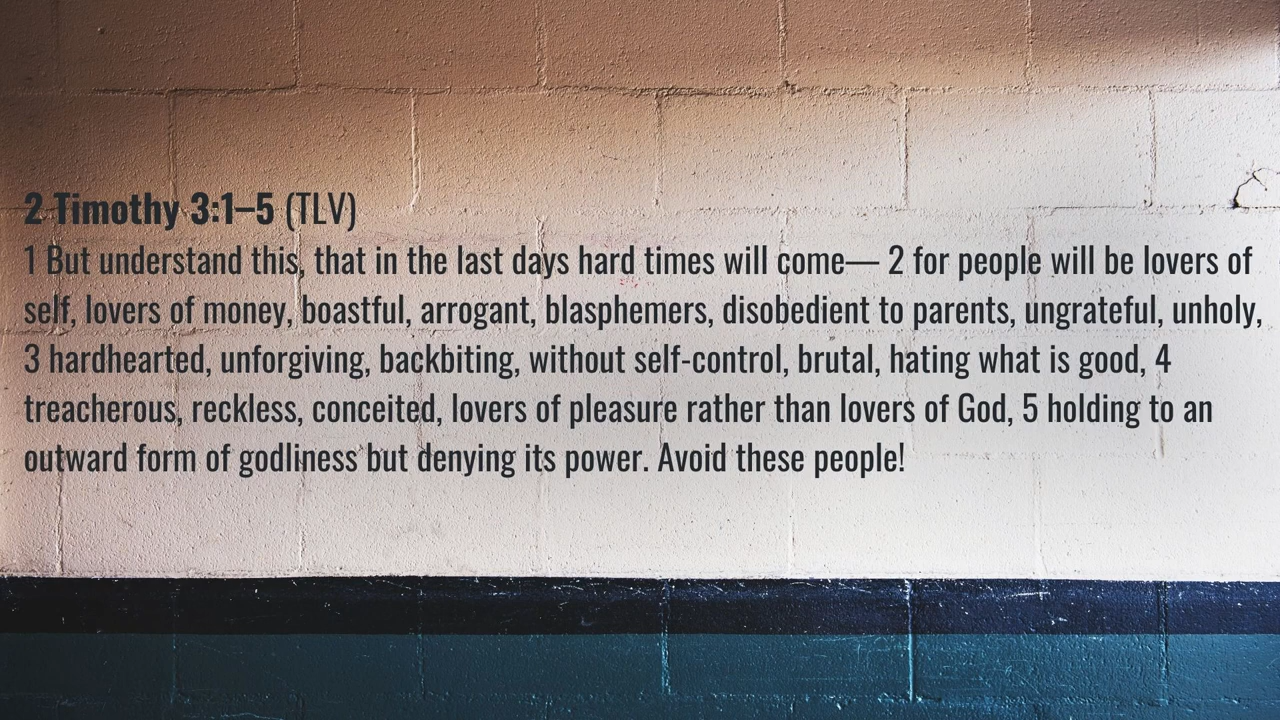 2 Timothy 3:1–5 (TLV)
1 But understand this, that in the last days hard times will come— 2 for people will be lovers of
self, lovers of money, boastful, arrogant, blasphemers, disobedient to parents, ungrateful, unholy,
3 hardhearted, unforgiving, backbiting, without self-control, brutal, hating what is good, 4
treacherous, reckless, conceited, lovers of pleasure rather than lovers of God, 5 holding to an
outward form of godliness but denying its power. Avoid these people!